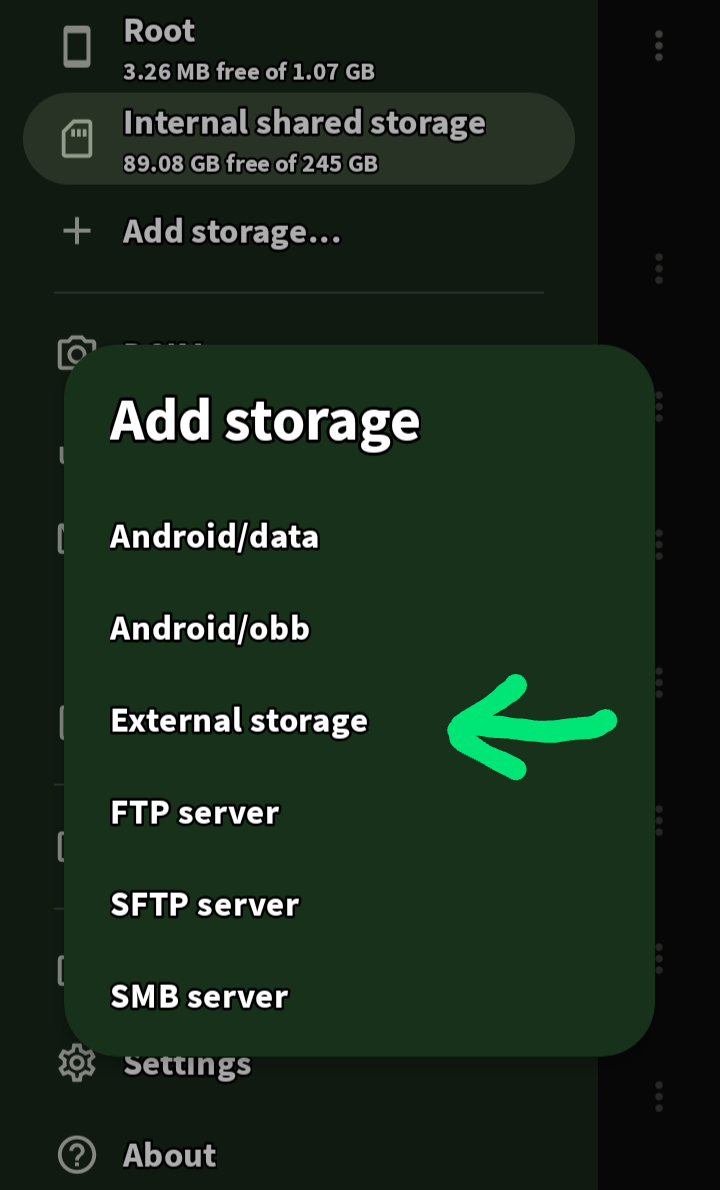 Root
3.26 MB free of 1.07 GB
Internal shared storage
89.08 GB free of 245 GB
Add storage…
Add storage
Android/data
Android/obb
External storage
FTP server
SFTP server
SMB server
Settings
About